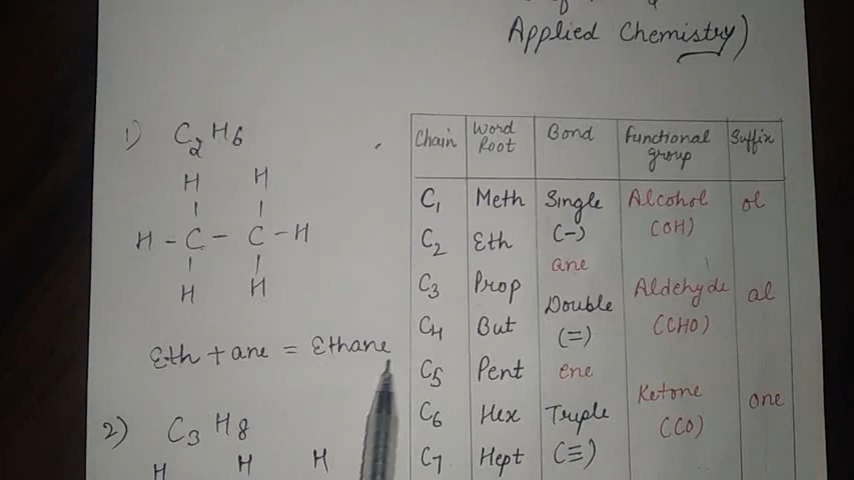 Applied Chemistry)
1) C2H6
H H
H - C - C - H
H H
Eth + ane = Ethane
2) C3H8
H H H
Chain Word Root Bond Functional group Suffix
C1 Meth Single (-) ane Alcohol (OH) ol
C2 Eth
C3 Prop Double (=) ene Aldehyde (CHO) al
C4 But
C5 Pent
C6 Hex Triple (≡) Ketone (CO) one
C7 Hept